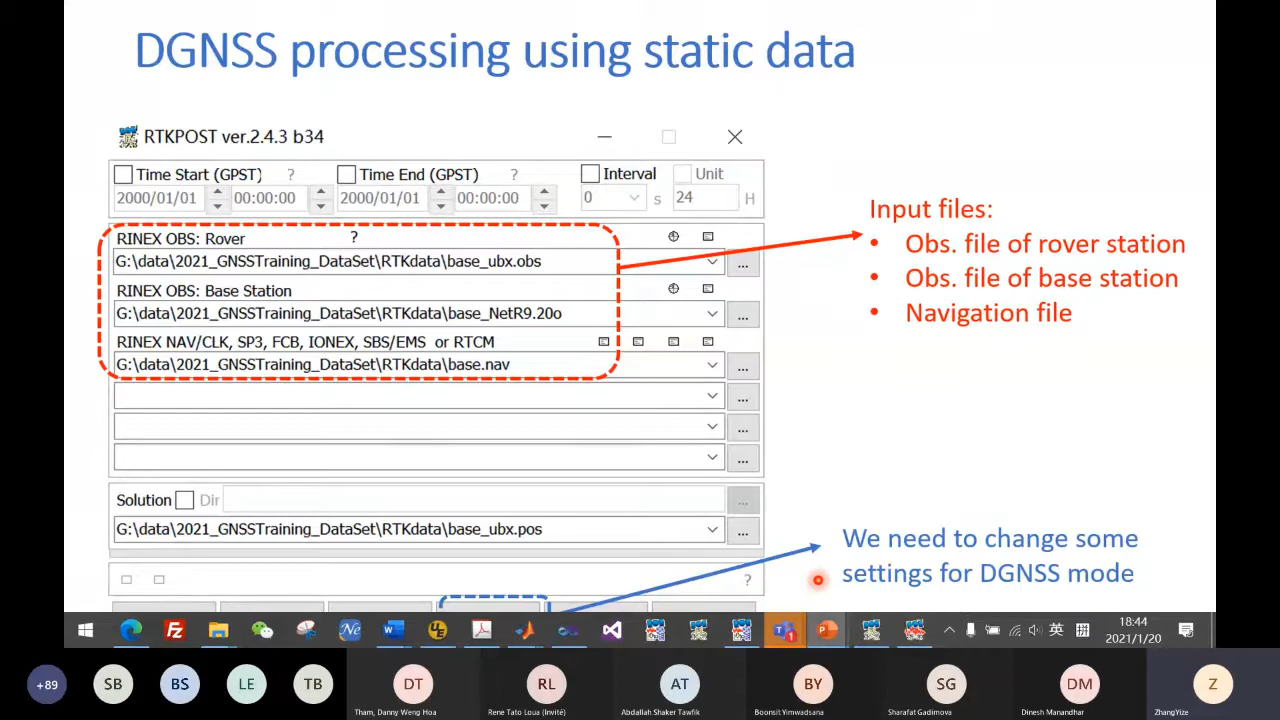 DGNSS processing using static data
RTKPOST ver.2.4.3 b34
Time Start (GPST) ? Time End (GPST) ? Interval Unit
2000/01/01 00:00:00 2000/01/01 00:00:00 0 s 24 H
RINEX OBS: Rover ?
G:\data\2021_GNSSTraining_DataSet\RTKdata\base_ubx.obs ...
RINEX OBS: Base Station
G:\data\2021_GNSSTraining_DataSet\RTKdata\base_NetR9.20o ...
RINEX NAV/CLK, SP3, FCB, IONEX, SBS/EMS or RTCM
G:\data\2021_GNSSTraining_DataSet\RTKdata\base.nav ...
...
...
...
Solution Dir ...
G:\data\2021_GNSSTraining_DataSet\RTKdata\base_ubx.pos ...
?
Input files:
• Obs. file of rover station
• Obs. file of base station
• Navigation file
We need to change some
settings for DGNSS mode
英 拼 18:44
2021/1/20
+89 SB BS LE TB DT RL AT BY SG DM Z
Tham, Danny Weng Hoa Rene Tato Loua (Invité) Abdallah Shaker Tawfik Boonsit Yimwadsana Sharafat Gadimova Dinesh Manandhar ZhangYize